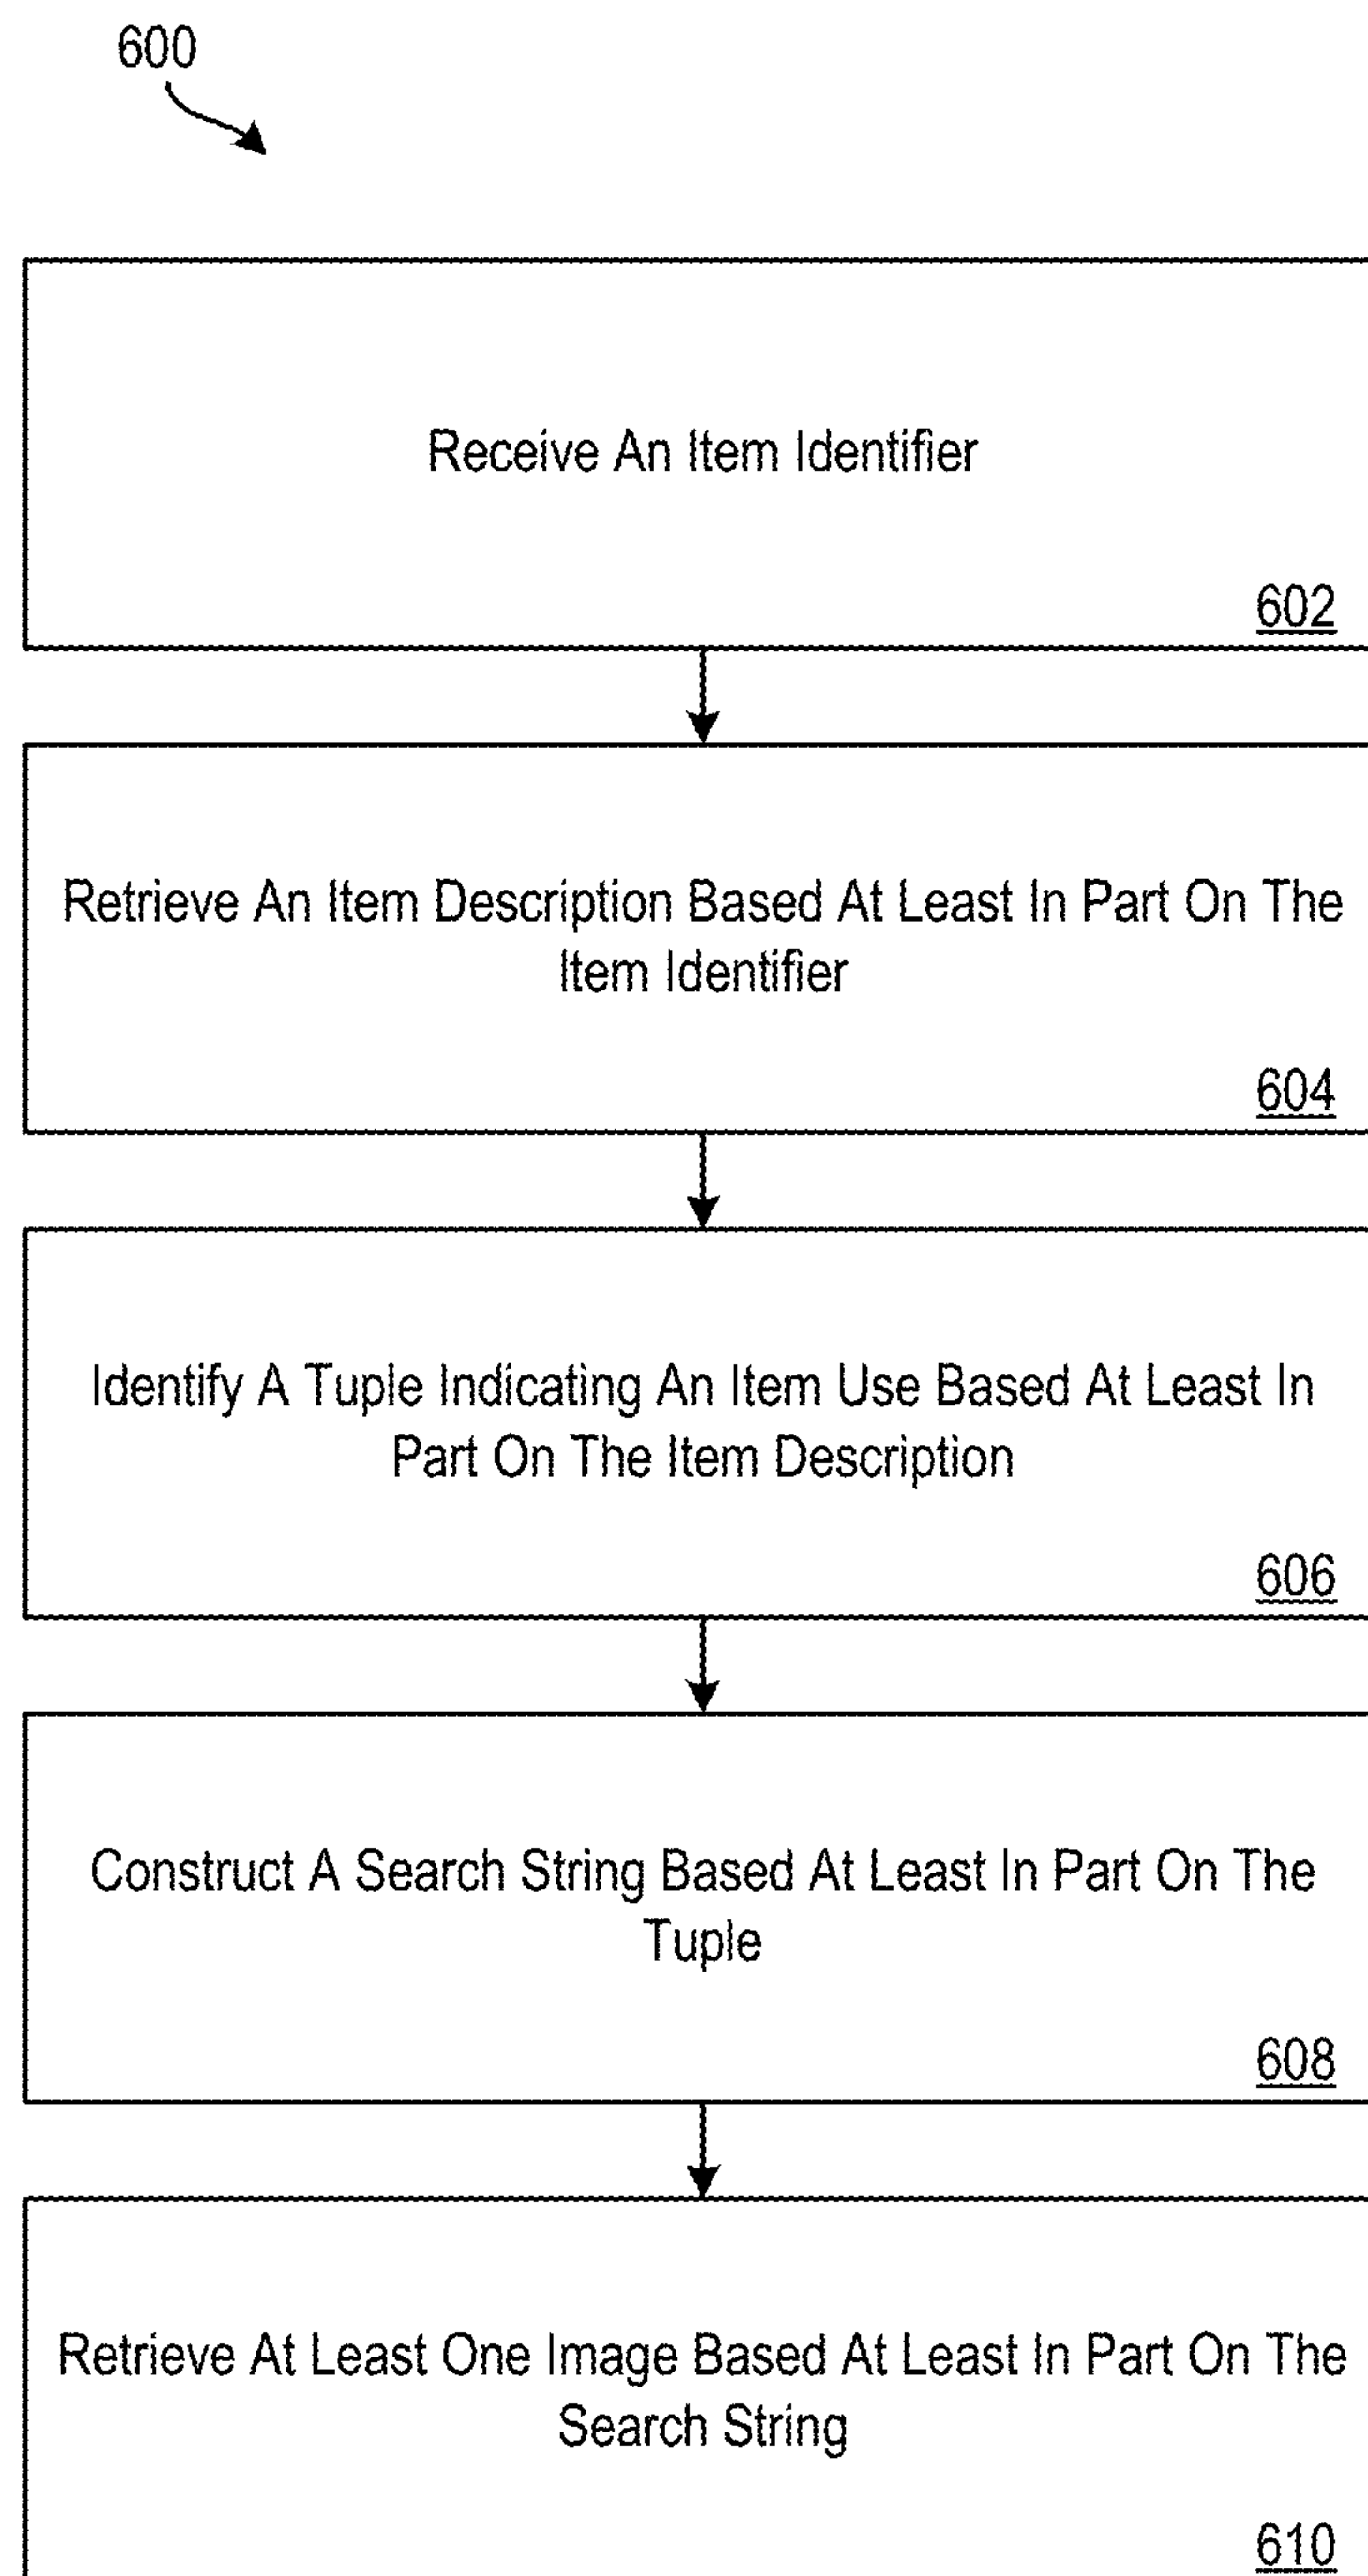 600
Receive An Item Identifier
602
Retrieve An Item Description Based At Least In Part On The
Item Identifier
604
Identify A Tuple Indicating An Item Use Based At Least In
Part On The Item Description
606
Construct A Search String Based At Least In Part On The
Tuple
608
Retrieve At Least One Image Based At Least In Part On The
Search String
610